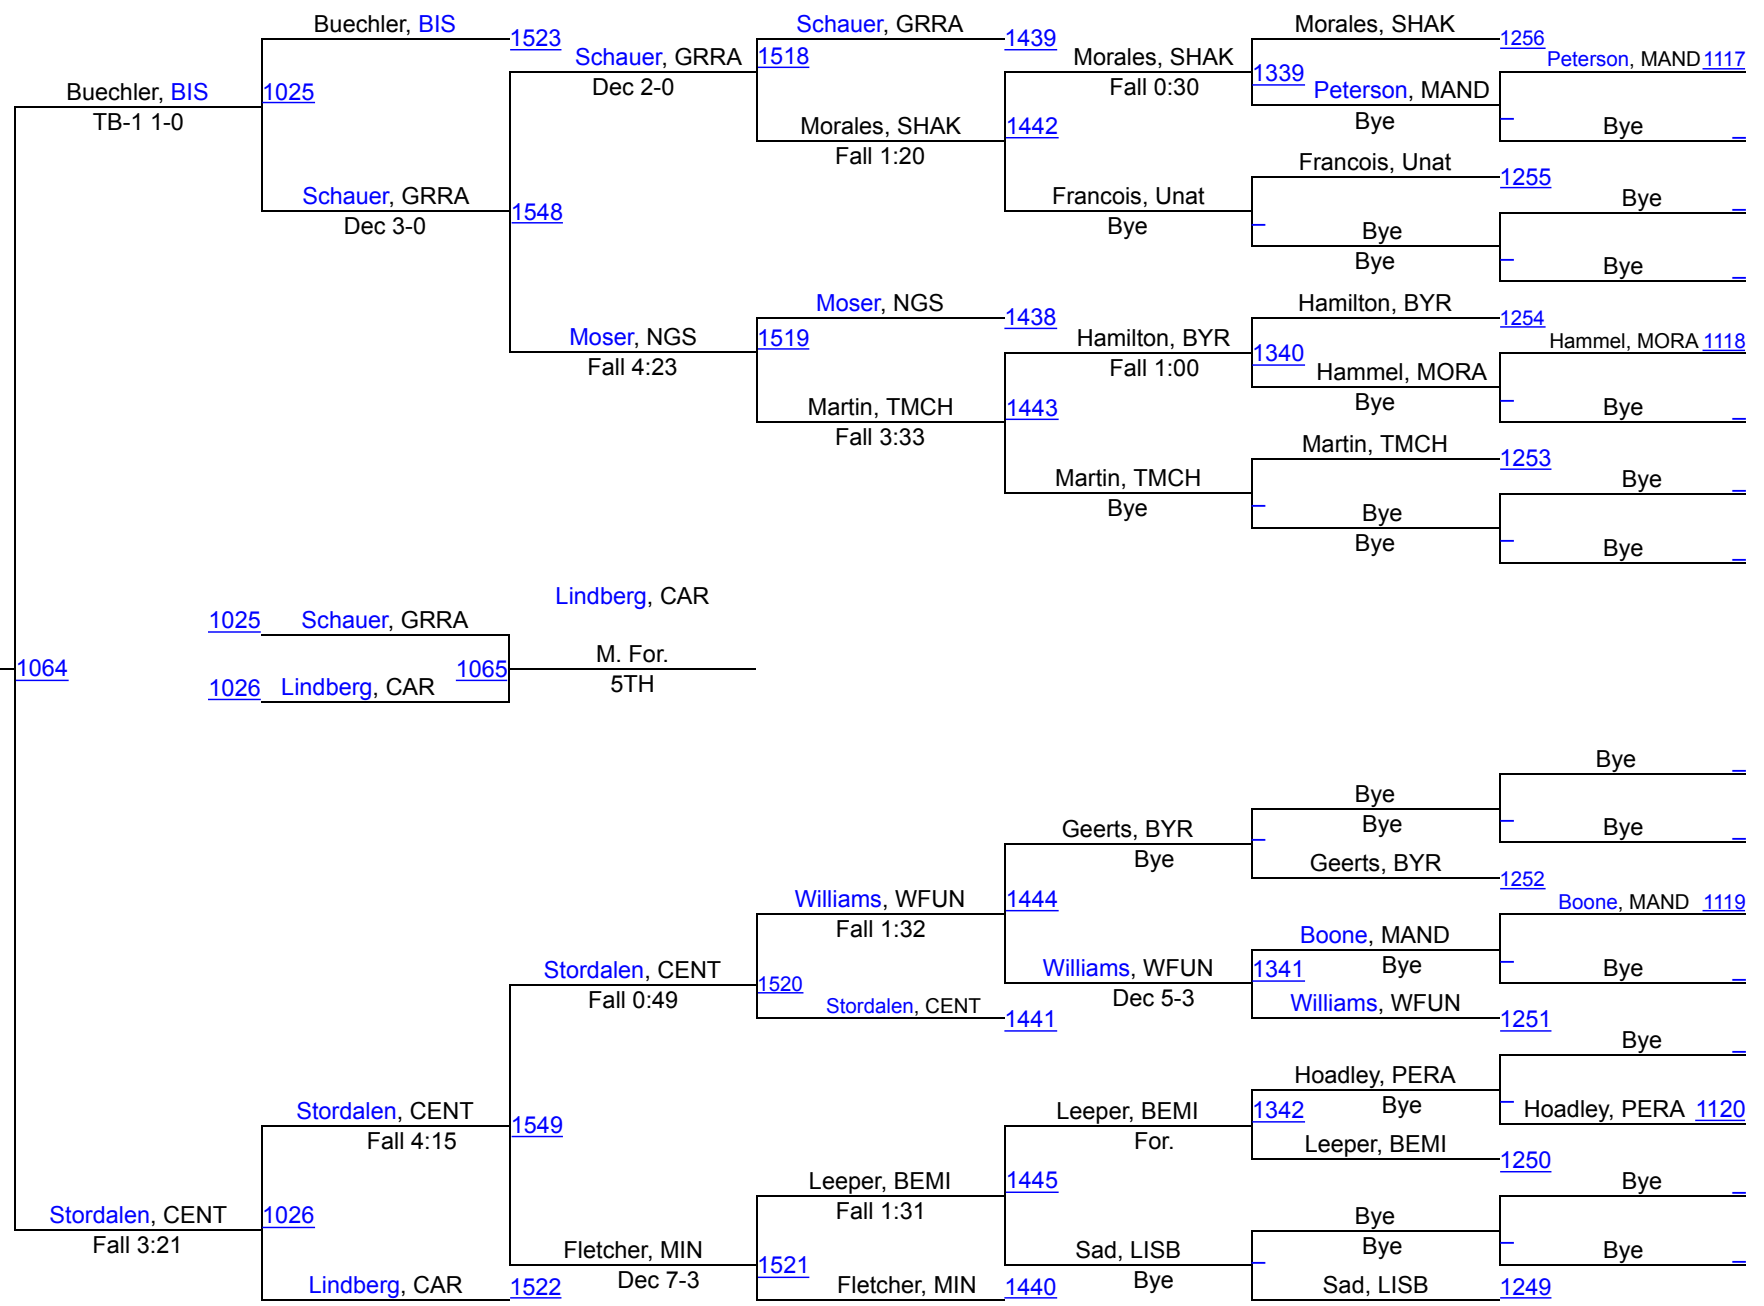 Buechler, BIS
1523
Schauer, GRRA
1439
Morales, SHAK
1256
Peterson, MAND 1117
Schauer, GRRA
1518
Morales, SHAK
Dec 2-0
Fall 0:30
1339
Peterson, MAND
Buechler, BIS
1025
TB-1 1-0
Morales, SHAK
1442
Bye
Bye
Fall 1:20
Francois, Unat
1255
Schauer, GRRA
1548
Francois, Unat
Bye
Dec 3-0
Bye
Bye
Bye
Bye
Moser, NGS
1438
Hamilton, BYR
1254
Moser, NGS
1519
Hamilton, BYR
1340
Hammel, MORA 1118
Fall 4:23
Fall 1:00
Hammel, MORA
Martin, TMCH
1443
Bye
Bye
Fall 3:33
Martin, TMCH
1253
Martin, TMCH
Bye
Bye
Bye
Bye
Bye
Lindberg, CAR
1025
Schauer, GRRA
1064
1065
M. For.
1026
Lindberg, CAR
5TH
Bye
Bye
Geerts, BYR
Bye
Bye
Bye
Geerts, BYR
1252
Williams, WFUN
1444
Boone, MAND 1119
Fall 1:32
Boone, MAND
Stordalen, CENT
Williams, WFUN
1341
Bye
Bye
Fall 0:49
1520
Dec 5-3
Stordalen, CENT
1441
Williams, WFUN
1251
Bye
Stordalen, CENT
1549
Leeper, BEMI
1342
Hoadley, PERA
Bye
Hoadley, PERA 1120
Fall 4:15
For.
Leeper, BEMI
1250
Leeper, BEMI
1445
Bye
Fall 1:31
Stordalen, CENT
1026
Bye
Fall 3:21
Fletcher, MIN
1521
Sad, LISB
Bye
Bye
Dec 7-3
Bye
Lindberg, CAR
1522
Fletcher, MIN
1440
Sad, LISB
1249